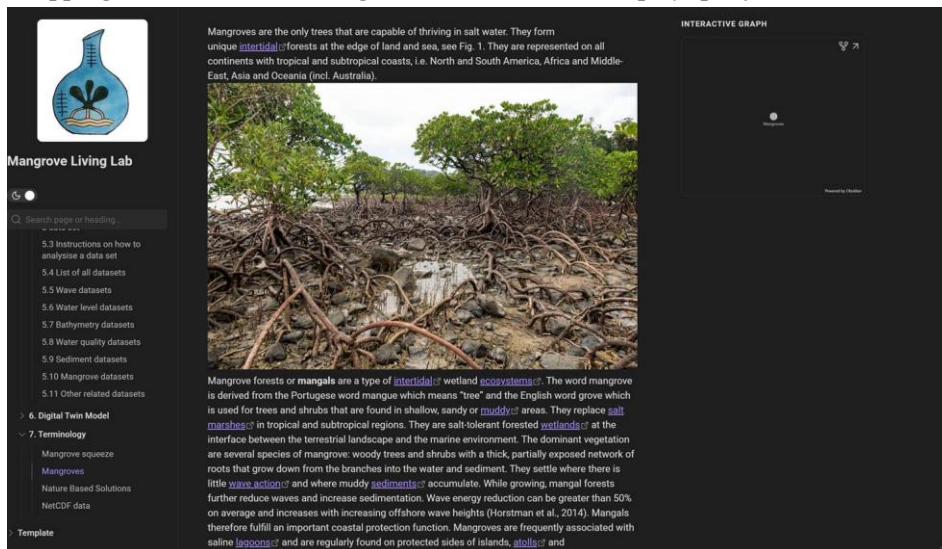 Mangrove Living Lab
Search page or heading...
5.3 Instructions on how to
analysise a data set
5.4 List of all datasets
5.5 Wave datasets
5.6 Water level datasets
5.7 Bathymetry datasets
5.8 Water quality datasets
5.9 Sediment datasets
5.10 Mangrove datasets
5.11 Other related datasets
6. Digital Twin Model
7. Terminology
Mangrove squeeze
Mangroves
Nature Based Solutions
NetCDF data
Template
Mangroves are the only trees that are capable of thriving in salt water. They form
unique intertidal forests at the edge of land and sea, see Fig. 1. They are represented on all
continents with tropical and subtropical coasts, i.e. North and South America, Africa and Middle-
East, Asia and Oceania (incl. Australia).
Mangrove forests or mangals are a type of intertidal wetland ecosystems. The word mangrove
is derived from the Portugese word mangue which means “tree” and the English word grove which
is used for trees and shrubs that are found in shallow, sandy or muddy areas. They replace salt
marshes in tropical and subtropical regions. They are salt-tolerant forested wetlands at the
interface between the terrestrial landscape and the marine environment. The dominant vegetation
are several species of mangrove: woody trees and shrubs with a thick, partially exposed network of
roots that grow down from the branches into the water and sediment. They settle where there is
little wave action and where muddy sediments accumulate. While growing, mangal forests
further reduce waves and increase sedimentation. Wave energy reduction can be greater than 50%
on average and increases with increasing offshore wave heights (Horstman et al., 2014). Mangals
therefore fulfill an important coastal protection function. Mangroves are frequently associated with
saline lagoons and are regularly found on protected sides of islands, atolls and
INTERACTIVE GRAPH
Mangroves
Powered by Obsidian